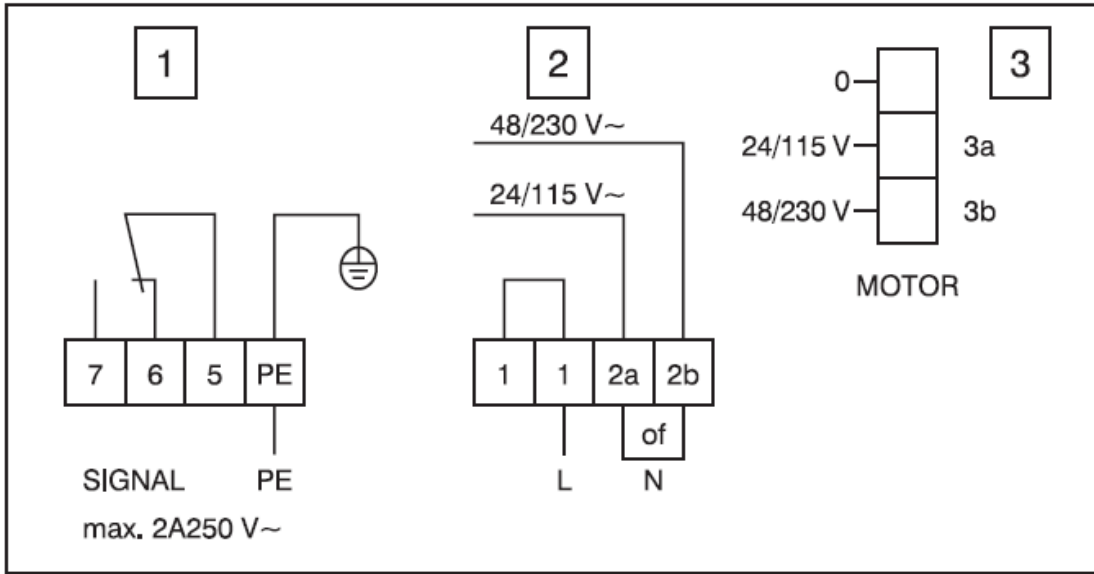 1
7 6 5 PE
SIGNAL PE
max. 2A250 V~
2
48/230 V~
24/115 V~
1 1 2a 2b
of
L N
3
0
24/115 V 3a
48/230 V 3b
MOTOR